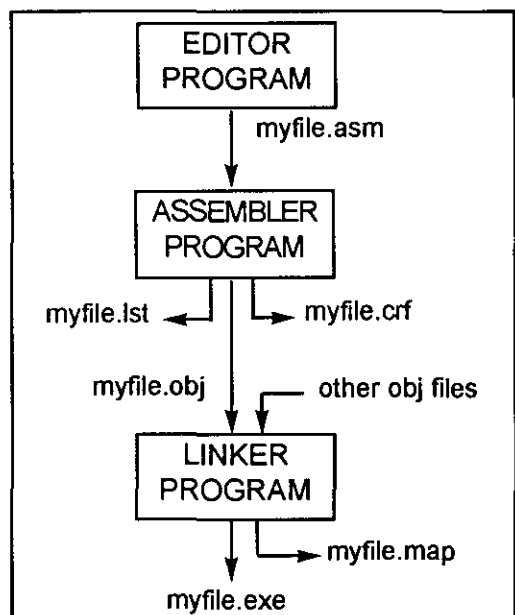 EDITOR
PROGRAM
myfile.asm
ASSEMBLER
PROGRAM
myfile.lst
myfile.crf
myfile.obj
other obj files
LINKER
PROGRAM
myfile.map
myfile.exe